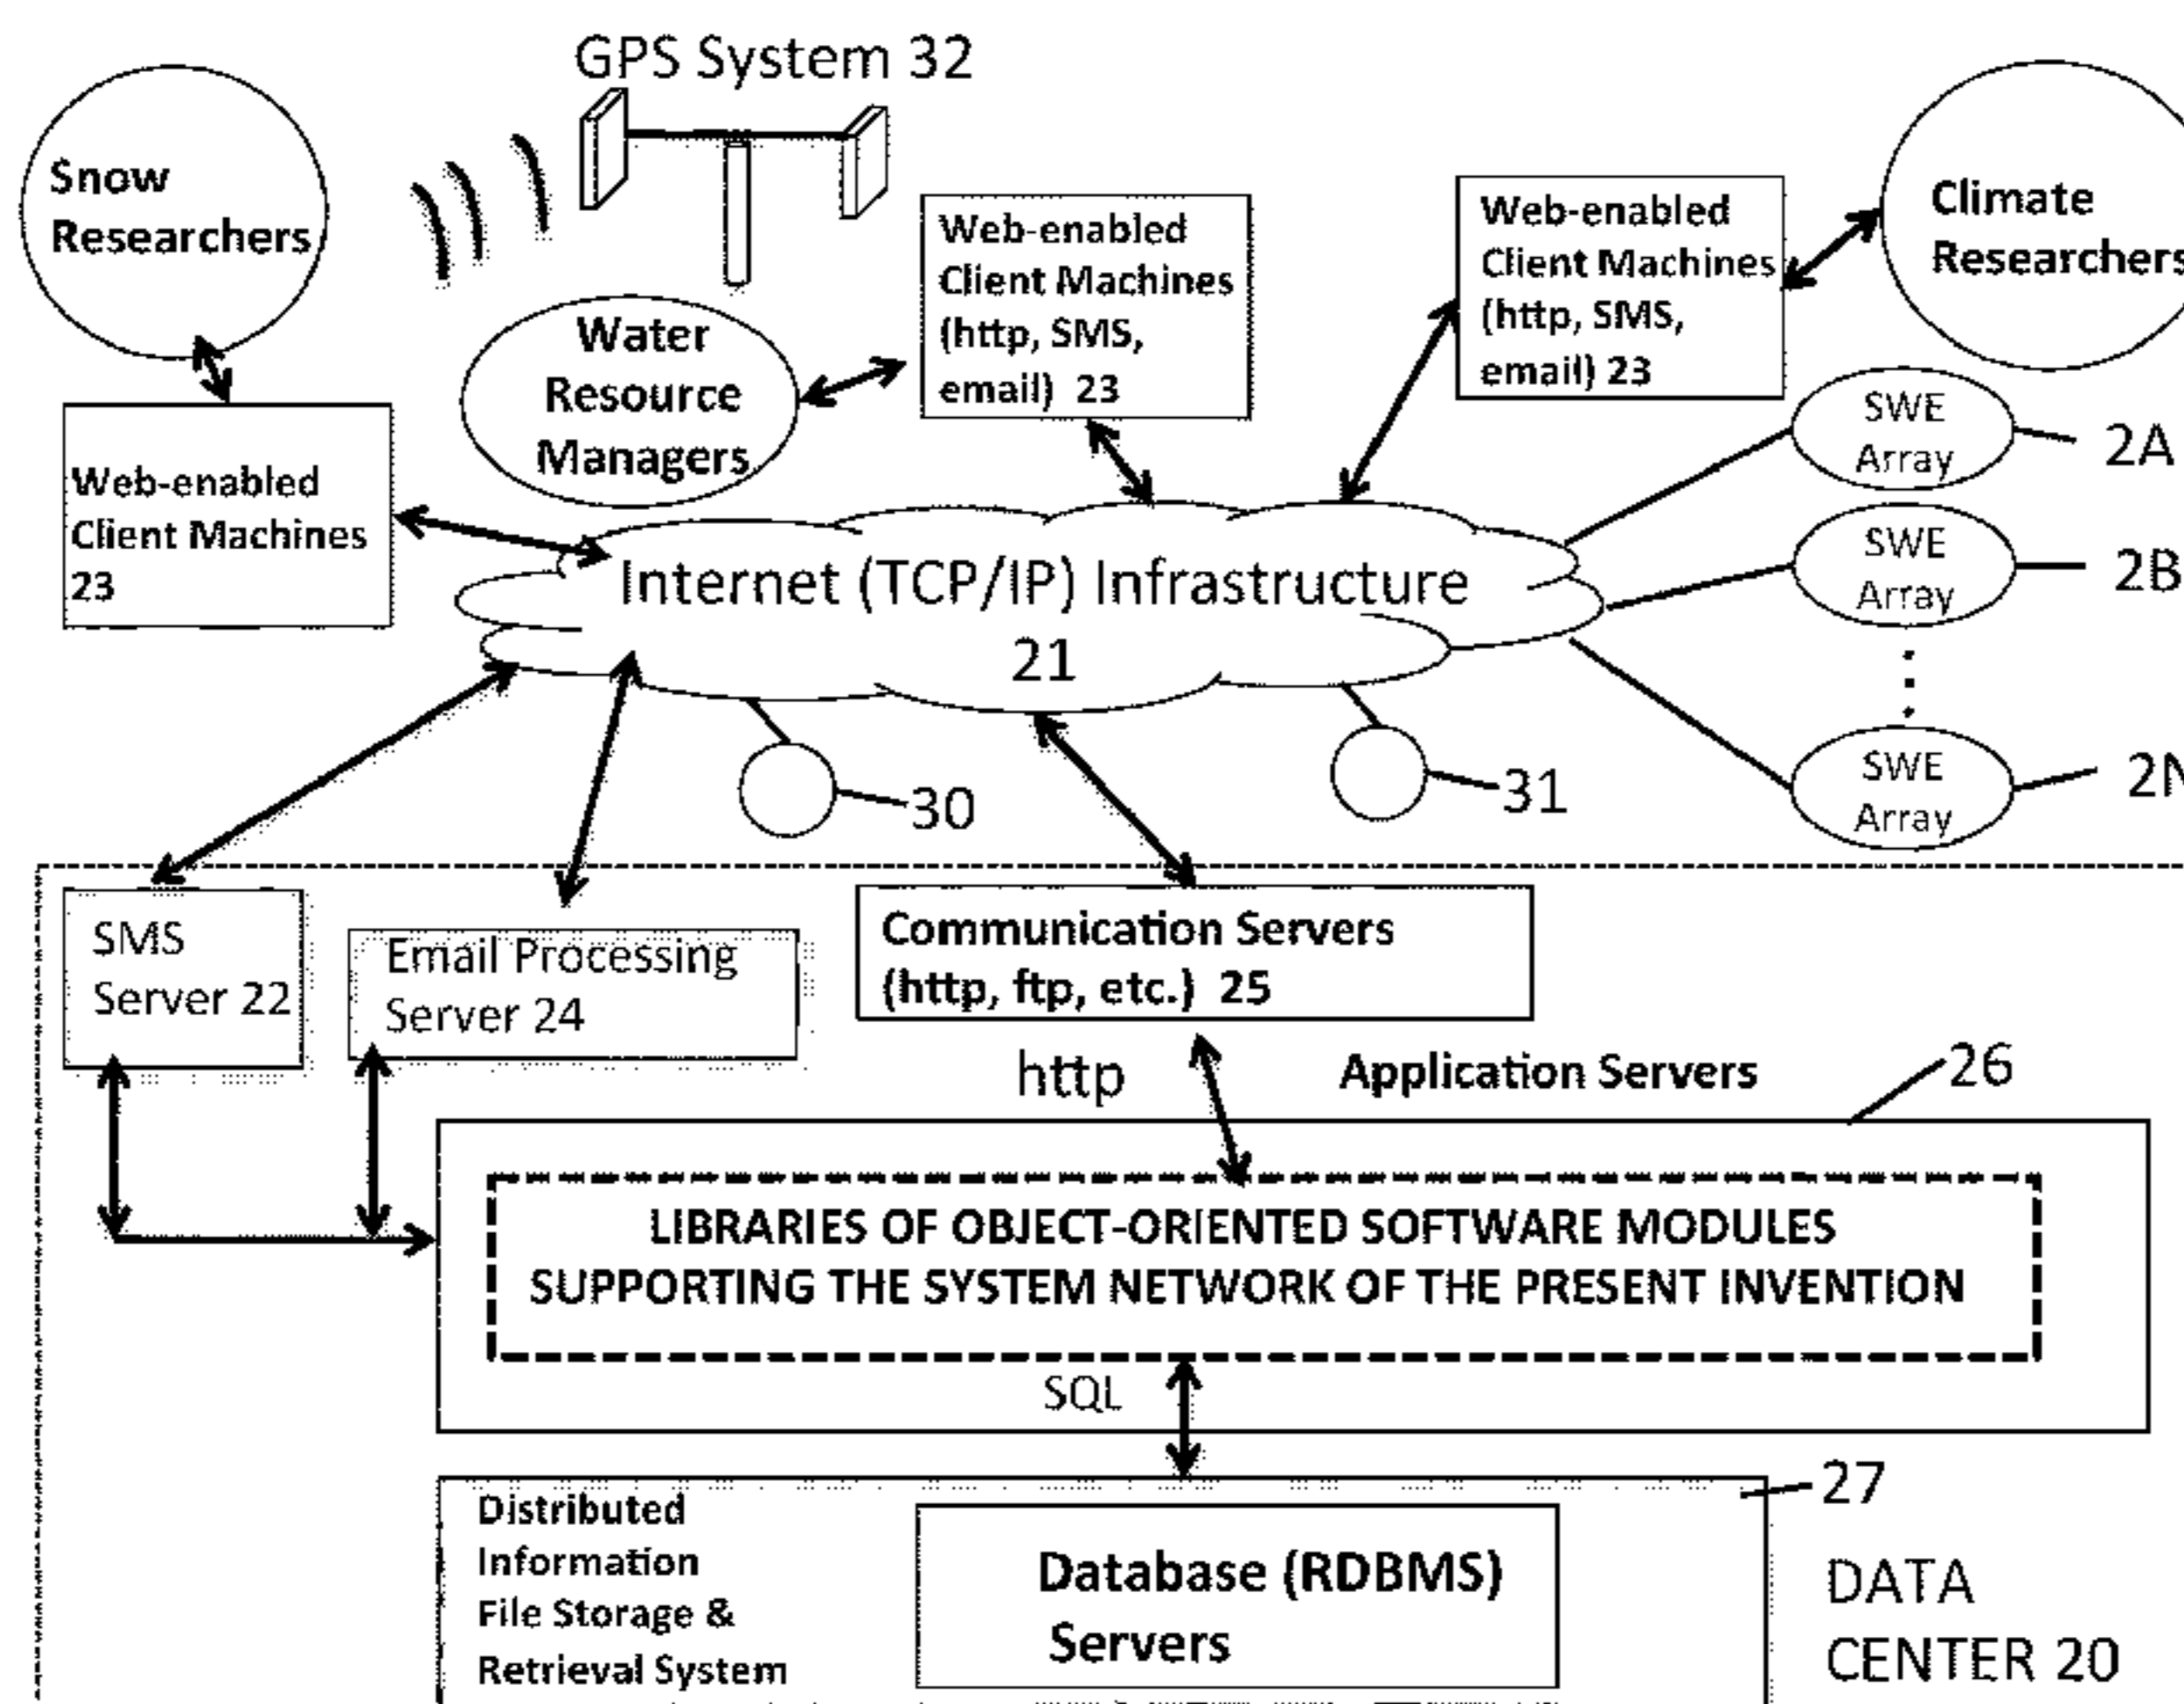 GPS System 32
Snow
Researchers
Water
Resource
Managers
Web-enabled
Client Machines
(http, SMS,
email) 23
Web-enabled
Client Machines
(http, SMS,
email) 23
Climate
Researchers
Web-enabled
Client Machines
23
SWE
Array
2A
SWE
Array
2B
SWE
Array
2N
Internet (TCP/IP) Infrastructure
21
30
31
SMS
Server 22
Email Processing
Server 24
Communication Servers
(http, ftp, etc.) 25
http
Application Servers
26
LIBRARIES OF OBJECT-ORIENTED SOFTWARE MODULES
SUPPORTING THE SYSTEM NETWORK OF THE PRESENT INVENTION
SQL
27
Distributed
Information
File Storage &
Retrieval System
Database (RDBMS)
Servers
DATA
CENTER 20